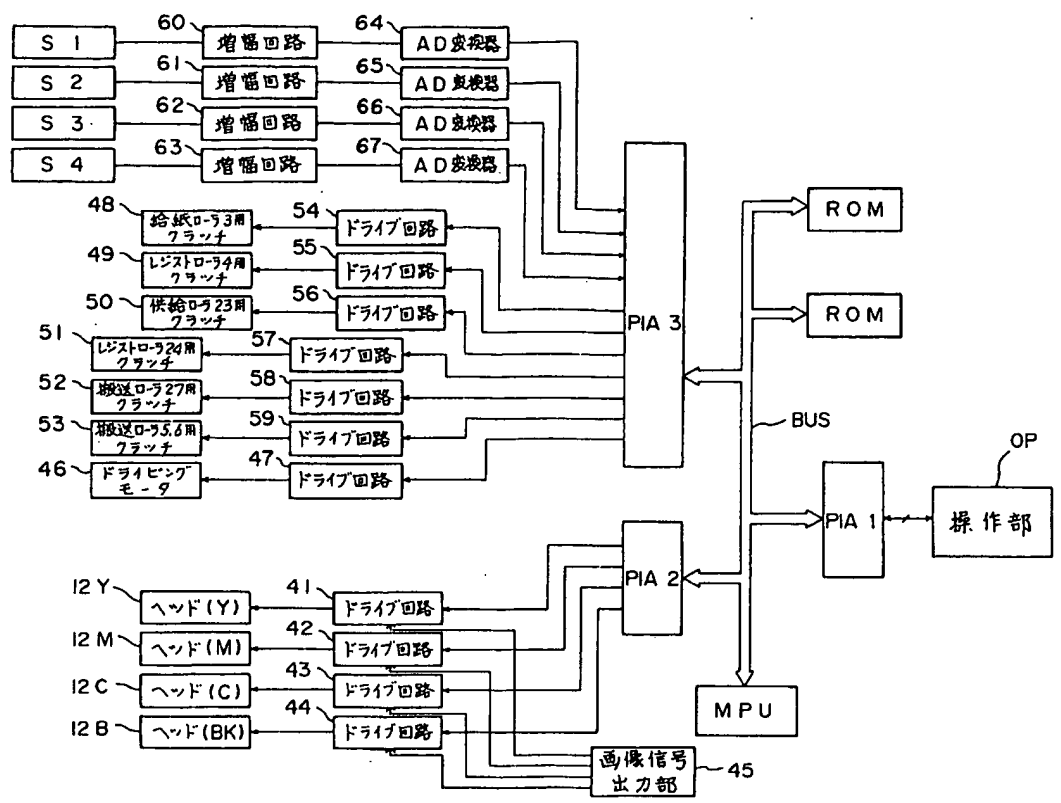 60
64
S 1
増幅回路
AD変換器
61
65
S 2
増幅回路
AD変換器
62
66
S 3
増幅回路
AD変換器
63
67
S 4
増幅回路
AD変換器
48
給紙ローラ3用
クラッチ
54
ドライブ回路
49
レジストローラ4用
クラッチ
55
ドライブ回路
50
供給ローラ23用
クラッチ
56
ドライブ回路
51
レジストローラ24用
クラッチ
57
ドライブ回路
52
搬送ローラ27用
クラッチ
58
ドライブ回路
53
搬送ローラ5,6用
クラッチ
59
ドライブ回路
46
ドライビング
モータ
47
ドライブ回路
PIA 3
ROM
ROM
BUS
OP
PIA 1
操作部
PIA 2
MPU
12Y
ヘッド(Y)
41
ドライブ回路
12M
ヘッド(M)
42
ドライブ回路
12C
ヘッド(C)
43
ドライブ回路
12B
ヘッド(BK)
44
ドライブ回路
画像信号
出力部
45